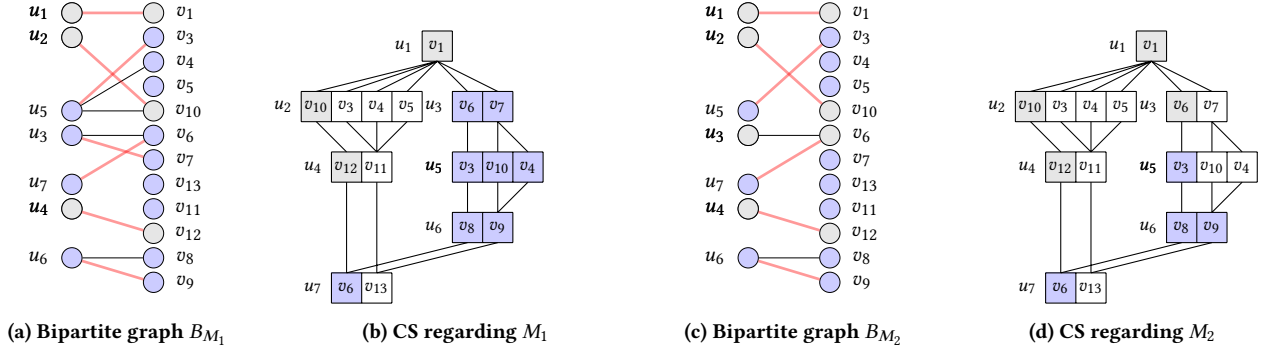 u₁ v₁
u₂ v₃
v₄
v₅
u₅ v₁₀
u₃ v₆
v₇
u₇ v₁₃
u₄ v₁₁
v₁₂
u₆ v₈
v₉
(a) Bipartite graph B_{M₁}
u₁ v₁
u₂ v₁₀ v₃ v₄ v₅ u₃ v₆ v₇
u₄ v₁₂ v₁₁ u₅ v₃ v₁₀ v₄
u₆ v₈ v₉
u₇ v₆ v₁₃
(b) CS regarding M₁
u₁ v₁
u₂ v₃
v₄
v₅
u₅ v₁₀
u₃ v₆
v₇
u₇ v₁₃
u₄ v₁₁
v₁₂
u₆ v₈
v₉
(c) Bipartite graph B_{M₂}
u₁ v₁
u₂ v₁₀ v₃ v₄ v₅ u₃ v₆ v₇
u₄ v₁₂ v₁₁ u₅ v₃ v₁₀ v₄
u₆ v₈ v₉
u₇ v₆ v₁₃
(d) CS regarding M₂